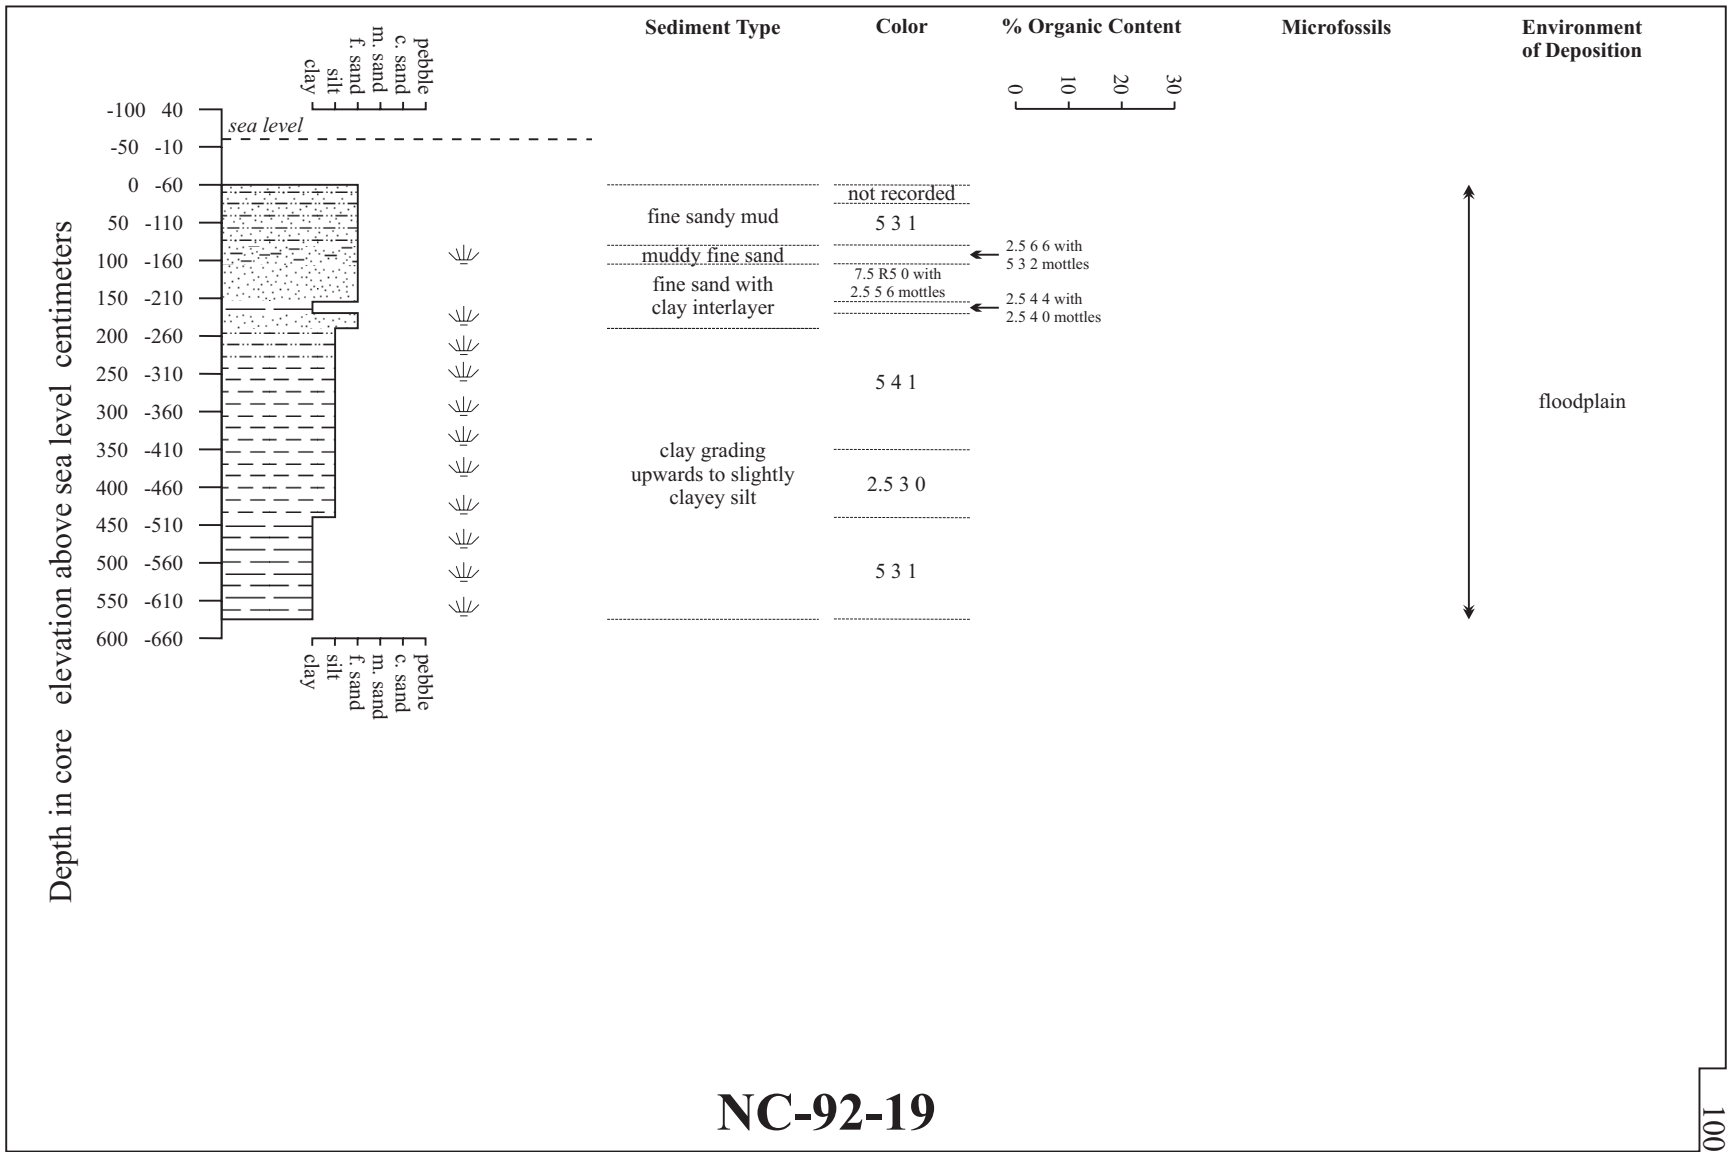 Sediment Type
Color
% Organic Content
Microfossils
Environment
of Deposition
clay
silt
f. sand
m. sand
c. sand
pebble
0
10
20
30
Depth in core elevation above sea level centimeters
-100 40
-50 -10
0 -60
50 -110
100 -160
150 -210
200 -260
250 -310
300 -360
350 -410
400 -460
450 -510
500 -560
550 -610
600 -660
sea level
fine sandy mud
muddy fine sand
fine sand with
clay interlayer
clay grading
upwards to slightly
clayey silt
not recorded
5 3 1
7.5 R5 0 with
2.5 5 6 mottles
5 4 1
2.5 3 0
5 3 1
2.5 6 6 with
5 3 2 mottles
2.5 4 4 with
2.5 4 0 mottles
floodplain
clay
silt
f. sand
m. sand
c. sand
pebble
NC-92-19
100